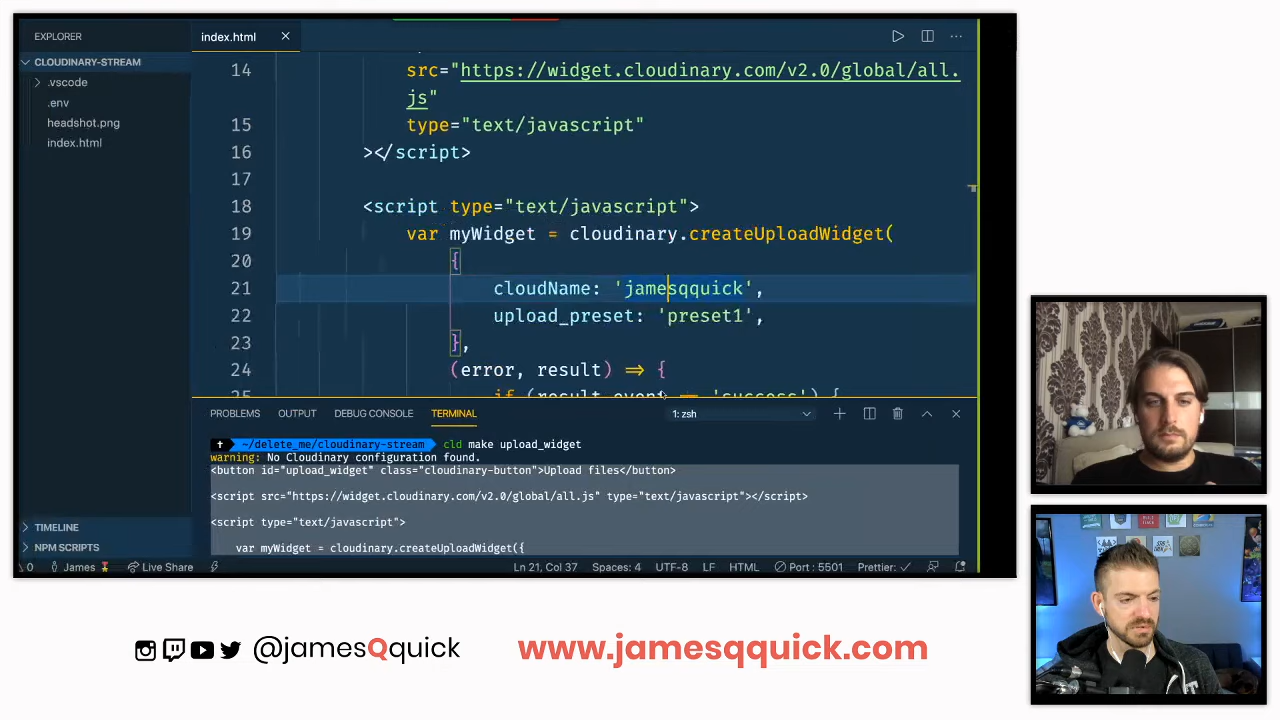 EXPLORER
index.html
CLOUDINARY-STREAM
.vscode
.env
headshot.png
index.html
TIMELINE
NPM SCRIPTS
14
src="https://widget.cloudinary.com/v2.0/global/all.
js"
15 type="text/javascript"
16 ></script>
17
18 <script type="text/javascript">
19 var myWidget = cloudinary.createUploadWidget(
20 {
21 cloudName: 'jamesqquick',
22 upload_preset: 'preset1',
23 },
24 (error, result) => {
25 if (result.event == 'success') {
PROBLEMS OUTPUT DEBUG CONSOLE TERMINAL 1: zsh
~/delete_me/cloudinary-stream cld make upload_widget
warning: No Cloudinary configuration found.
<button id="upload_widget" class="cloudinary-button">Upload files</button>
<script src="https://widget.cloudinary.com/v2.0/global/all.js" type="text/javascript"></script>
<script type="text/javascript">
var myWidget = cloudinary.createUploadWidget({
0 James Live Share Ln 21, Col 37 Spaces: 4 UTF-8 LF HTML Port : 5501 Prettier: ✓
@jamesQquick www.jamesqquick.com